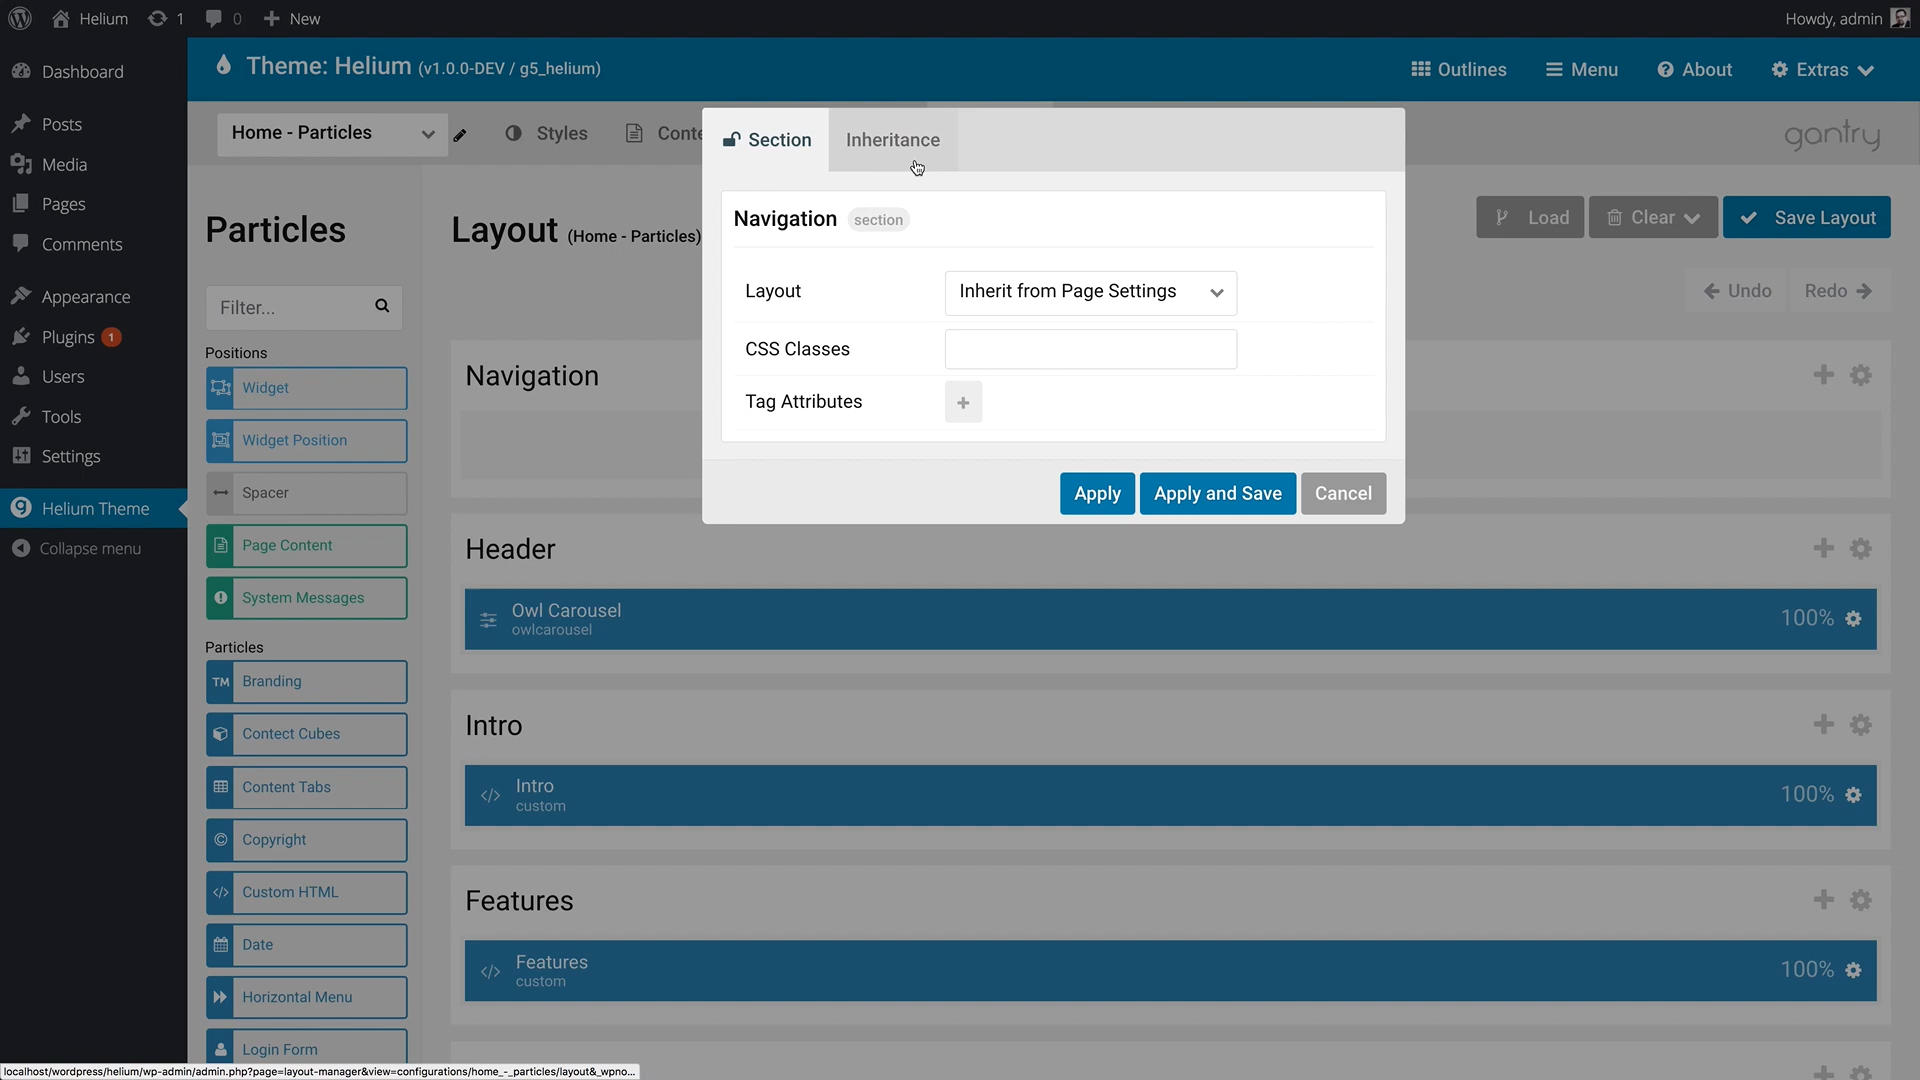 Helium 1 0 New
Howdy, admin
Dashboard
Posts
Media
Pages
Comments
Appearance
Plugins 1
Users
Tools
Settings
Helium Theme
Collapse menu
Theme: Helium (v1.0.0-DEV / g5_helium)
Outlines Menu About Extras
Home - Particles
Styles
Conte
gantry
Particles
Filter...
Positions
Widget
Widget Position
Spacer
Page Content
System Messages
Particles
TM Branding
Contect Cubes
Content Tabs
Copyright
Custom HTML
Date
Horizontal Menu
Login Form
Layout (Home - Particles)
Load Clear Save Layout
Undo Redo
Navigation
Header
Owl Carousel
owlcarousel
100%
Intro
Intro
custom
100%
Features
Features
custom
100%
Section Inheritance
Navigation section
Layout Inherit from Page Settings
CSS Classes
Tag Attributes +
Apply Apply and Save Cancel
localhost/wordpress/helium/wp-admin/admin.php?page=layout-manager&view=configurations/home_-_particles/layout&_wpno...